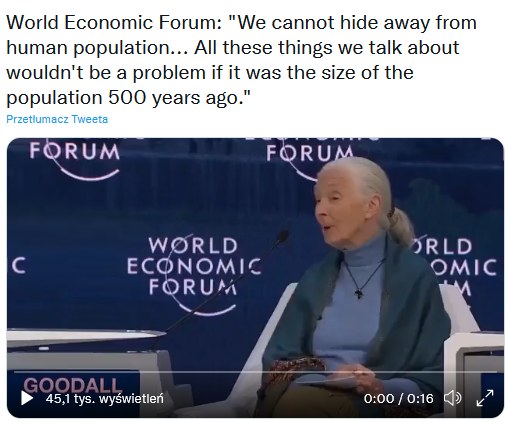 World Economic Forum: "We cannot hide away from
human population... All these things we talk about
wouldn't be a problem if it was the size of the
population 500 years ago."
Przetłumacz Tweeta
FORUM
FORUM
WORLD
ECONOMIC
FORUM
C
ORLD
OMIC
M
GOODALL
45,1 tys. wyświetleń
0:00 / 0:16